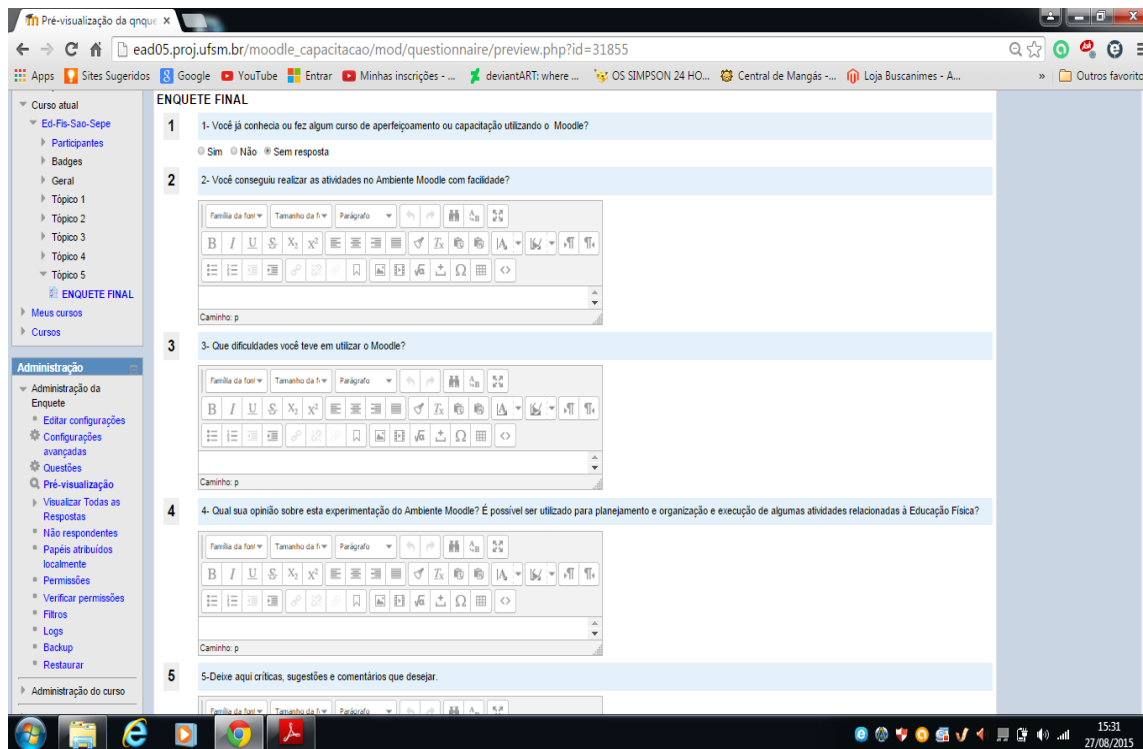 Pré-visualização da qnque
ead05.proj.ufsm.br/moodle_capacitacao/mod/questionnaire/preview.php?id=31855
Apps Sites Sugeridos Google YouTube Entrar Minhas inscrições - ... deviantART: where ... OS SIMPSON 24 HO... Central de Mangás -... Loja Buscanimes - A... » Outros favorito
Curso atual
Ed-Fis-Sao-Sepe
Participantes
Badges
Geral
Tópico 1
Tópico 2
Tópico 3
Tópico 4
Tópico 5
ENQUETE FINAL
Meus cursos
Cursos
Administração
Administração da
Enquete
Editar configurações
Configurações
avançadas
Questões
Pré-visualização
Visualizar Todas as
Respostas
Não respondentes
Papéis atribuídos
localmente
Permissões
Verificar permissões
Filtros
Logs
Backup
Restaurar
Administração do curso
ENQUETE FINAL
1 1- Você já conhecia ou fez algum curso de aperfeiçoamento ou capacitação utilizando o Moodle?
Sim Não Sem resposta
2 2- Você conseguiu realizar as atividades no Ambiente Moodle com facilidade?
Família da font Tamanho da f Parágrafo
Caminho: p
3 3- Que dificuldades você teve em utilizar o Moodle?
Família da font Tamanho da f Parágrafo
Caminho: p
4 4- Qual sua opinião sobre esta experimentação do Ambiente Moodle? É possível ser utilizado para planejamento e organização e execução de algumas atividades relacionadas à Educação Física?
Família da font Tamanho da f Parágrafo
Caminho: p
5 5-Deixe aqui críticas, sugestões e comentários que desejar.
Família da font Tamanho da f Parágrafo
15:31
27/08/2015